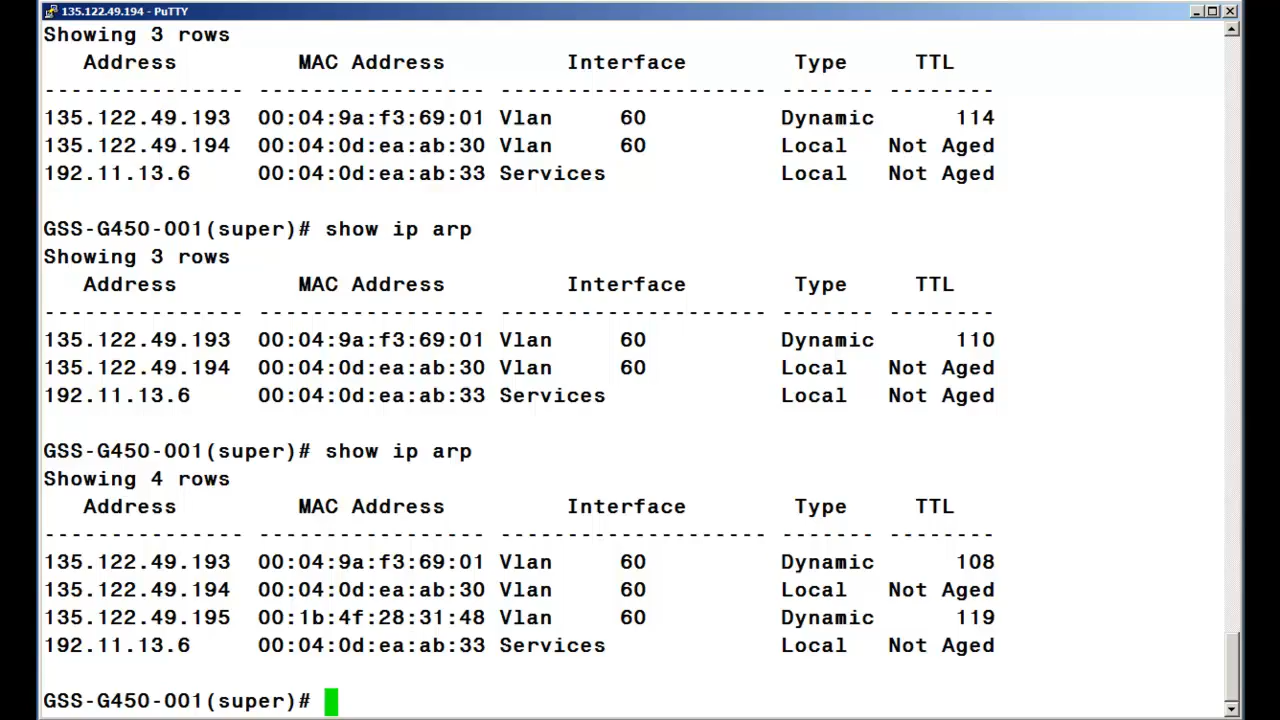 135.122.49.194 - PuTTY
Showing 3 rows
   Address            MAC Address            Interface           Type      TTL
--------------- ----------------- -------------------- ------- --------
135.122.49.193  00:04:9a:f3:69:01 Vlan     60          Dynamic      114
135.122.49.194  00:04:0d:ea:ab:30 Vlan     60          Local   Not Aged
192.11.13.6     00:04:0d:ea:ab:33 Services             Local   Not Aged
GSS-G450-001(super)# show ip arp
Showing 3 rows
   Address            MAC Address            Interface           Type      TTL
--------------- ----------------- -------------------- ------- --------
135.122.49.193  00:04:9a:f3:69:01 Vlan     60          Dynamic      110
135.122.49.194  00:04:0d:ea:ab:30 Vlan     60          Local   Not Aged
192.11.13.6     00:04:0d:ea:ab:33 Services             Local   Not Aged
GSS-G450-001(super)# show ip arp
Showing 4 rows
   Address            MAC Address            Interface           Type      TTL
--------------- ----------------- -------------------- ------- --------
135.122.49.193  00:04:9a:f3:69:01 Vlan     60          Dynamic      108
135.122.49.194  00:04:0d:ea:ab:30 Vlan     60          Local   Not Aged
135.122.49.195  00:1b:4f:28:31:48 Vlan     60          Dynamic      119
192.11.13.6     00:04:0d:ea:ab:33 Services             Local   Not Aged
GSS-G450-001(super)#